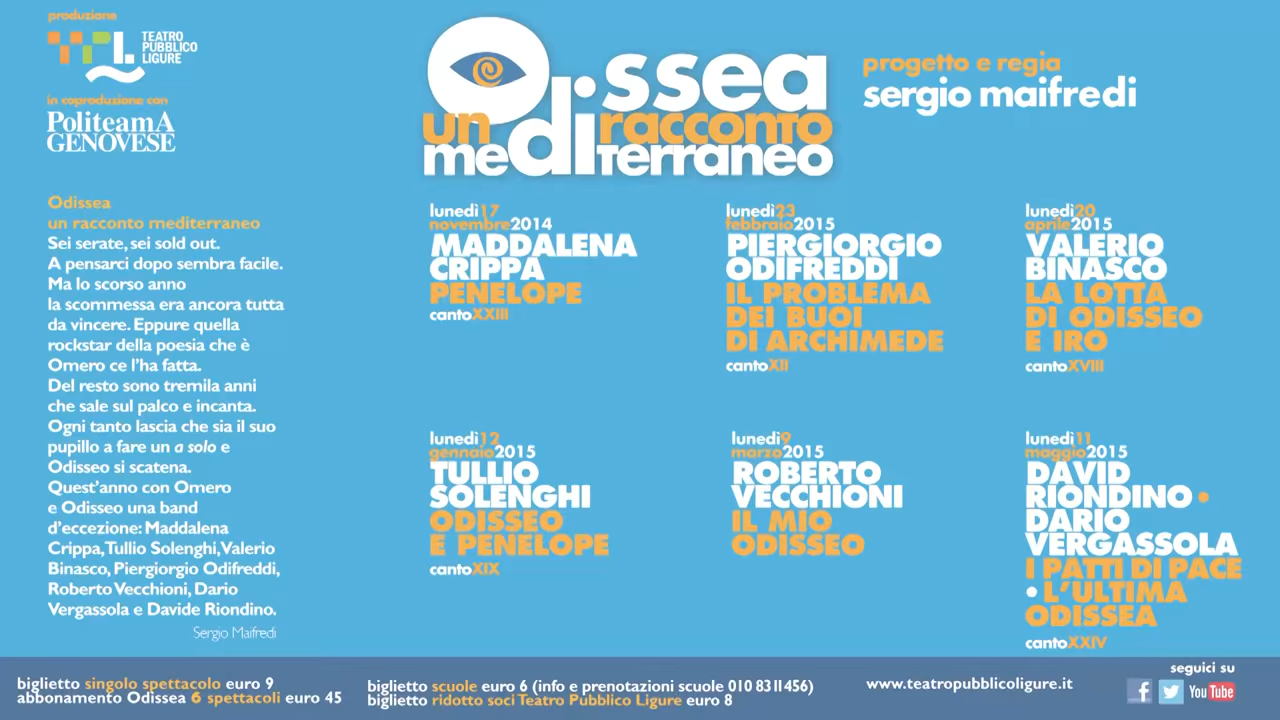 produzione
TPL
TEATRO
PUBBLICO
LIGURE
in coproduzione con
PoliteamA
GENOVESE
Odissea
un racconto
mediterraneo
progetto e regia
sergio maifredi
Odissea
un racconto mediterraneo
Sei serate, sei sold out.
A pensarci dopo sembra facile.
Ma lo scorso anno
la scommessa era ancora tutta
da vincere. Eppure quella
rockstar della poesia che è
Omero ce l'ha fatta.
Del resto sono tremila anni
che sale sul palco e incanta.
Ogni tanto lascia che sia il suo
pupillo a fare un a solo e
Odisseo si scatena.
Quest'anno con Omero
e Odisseo una band
d'eccezione: Maddalena
Crippa, Tullio Solenghi, Valerio
Binasco, Piergiorgio Odifreddi,
Roberto Vecchioni, Dario
Vergassola e Davide Riondino.
Sergio Maifredi
lunedì 17
novembre 2014
MADDALENA
CRIPPA
PENELOPE
canto XXIII
lunedì 23
febbraio 2015
PIERGIORGIO
ODIFREDDI
IL PROBLEMA
DEI BUOI
DI ARCHIMEDE
canto XII
lunedì 20
aprile 2015
VALERIO
BINASCO
LA LOTTA
DI ODISSEO
E IRO
canto XVIII
lunedì 12
gennaio 2015
TULLIO
SOLENGHI
ODISSEO
E PENELOPE
canto XIX
lunedì 9
marzo 2015
ROBERTO
VECCHIONI
IL MIO
ODISSEO
lunedì 11
maggio 2015
DAVID
RIONDINO •
DARIO
VERGASSOLA
I PATTI DI PACE
• L'ULTIMA
ODISSEA
canto XXIV
biglietto singolo spettacolo euro 9
abbonamento Odissea 6 spettacoli euro 45
biglietto scuole euro 6 (info e prenotazioni scuole 010 8311456)
biglietto ridotto soci Teatro Pubblico Ligure euro 8
www.teatropubblicoligure.it
seguici su
f
You Tube